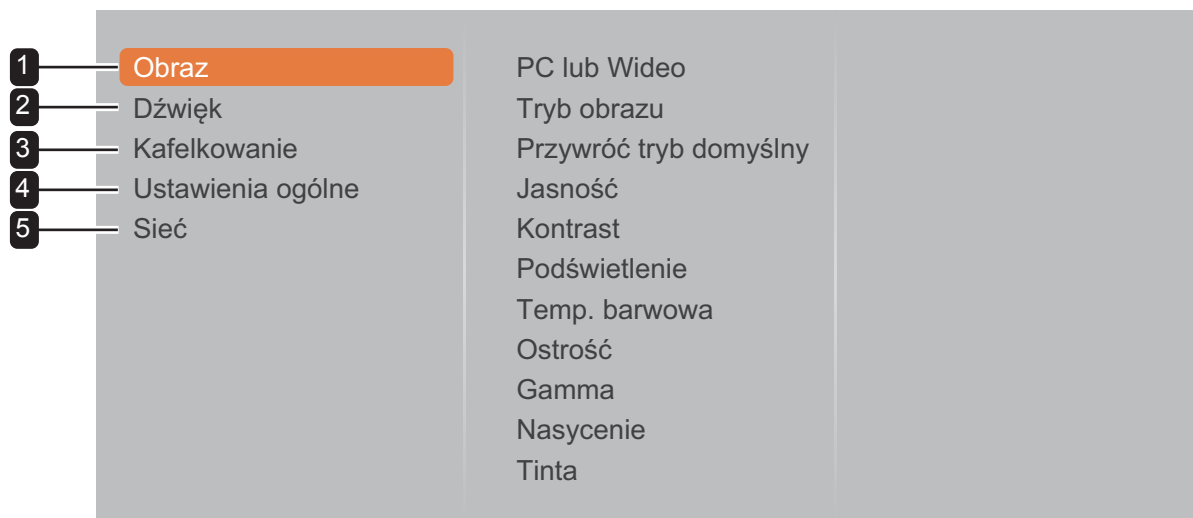 1
Obraz
2
Dźwięk
3
Kafelkowanie
4
Ustawienia ogólne
5
Sieć
PC lub Wideo
Tryb obrazu
Przywróć tryb domyślny
Jasność
Kontrast
Podświetlenie
Temp. barwowa
Ostrość
Gamma
Nasycenie
Tinta